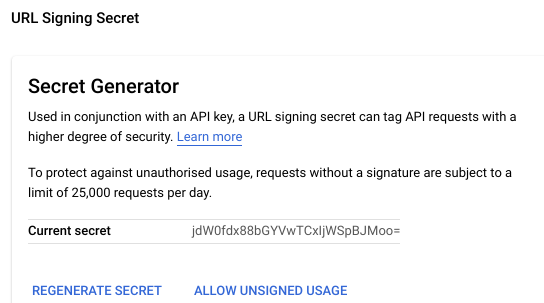 URL Signing Secret
Secret Generator
Used in conjunction with an API key, a URL signing secret can tag API requests with a
higher degree of security. Learn more
To protect against unauthorised usage, requests without a signature are subject to a
limit of 25,000 requests per day.
Current secret jdW0fdx88bGYVwTCxIjWSpBJMoo=
REGENERATE SECRET ALLOW UNSIGNED USAGE